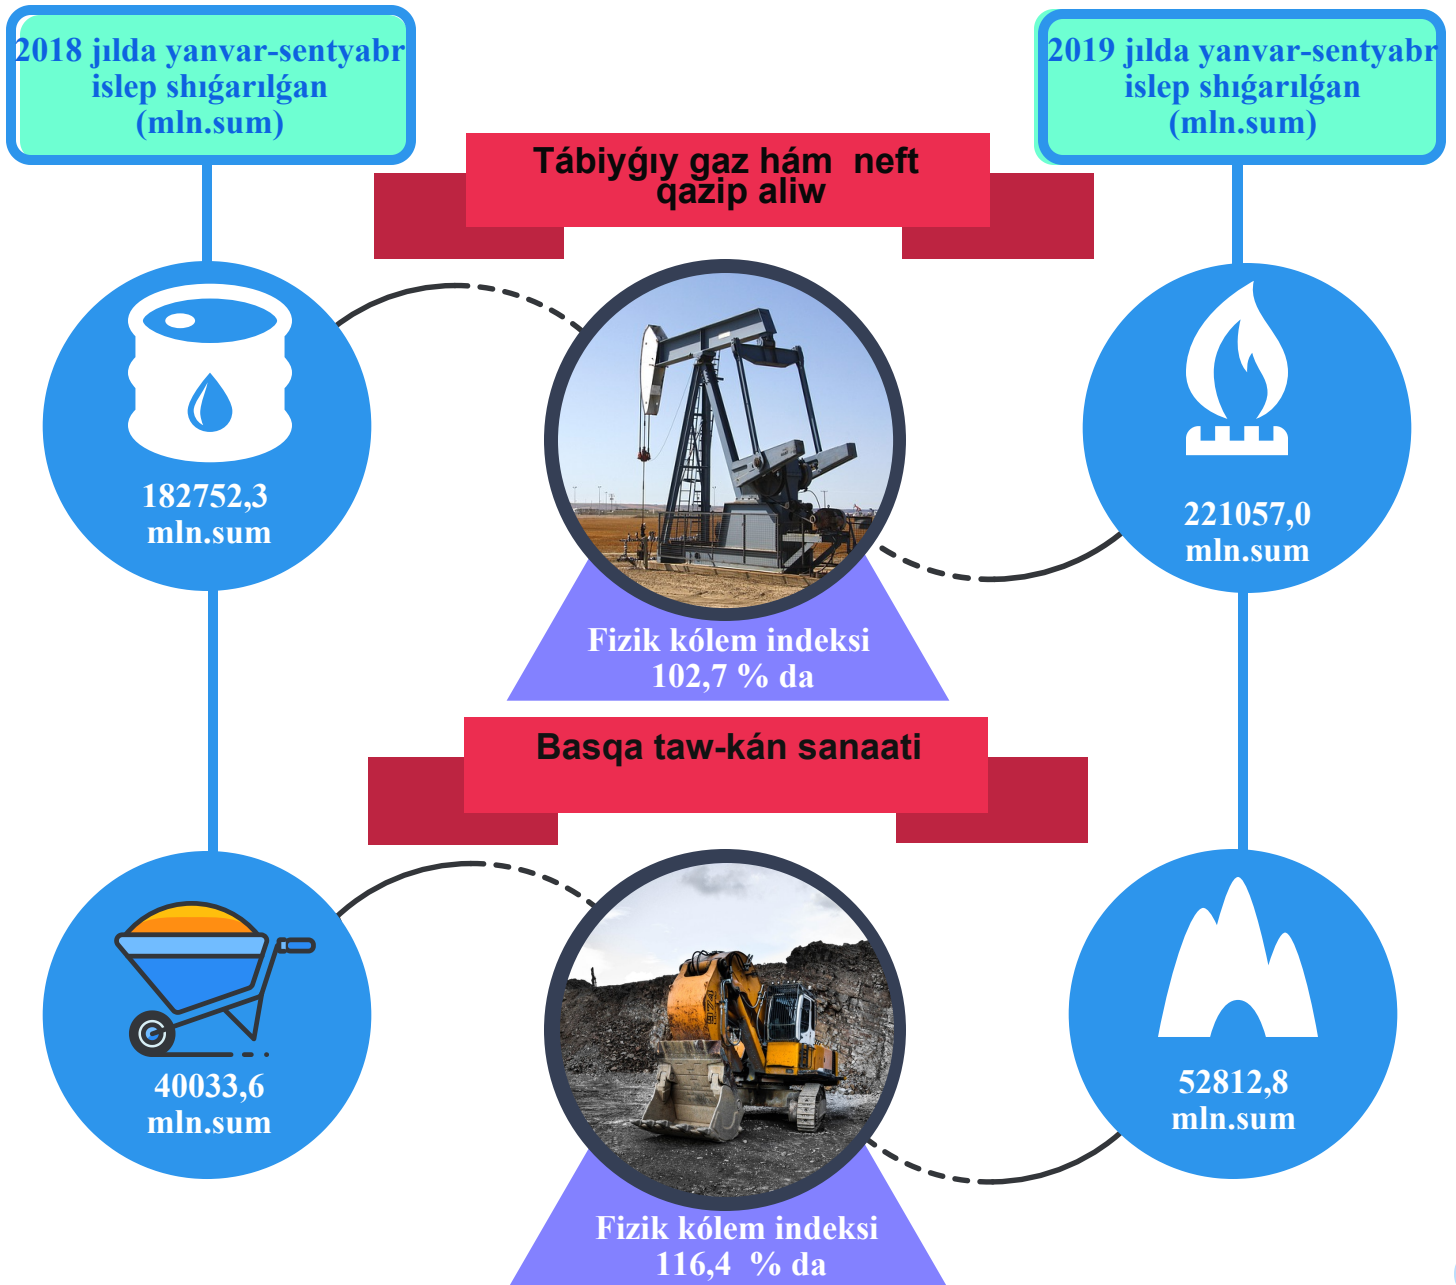 2018 jılda yanvar-sentyabr
islep shıǵarılǵan
(mln.sum)
2019 jılda yanvar-sentyabr
islep shıǵarılǵan
(mln.sum)
Tábiyǵıy gaz hám neft
qazip aliw
182752,3
mln.sum
221057,0
mln.sum
Fizik kólem indeksi
102,7 % da
Basqa taw-kán sanaati
40033,6
mln.sum
52812,8
mln.sum
Fizik kólem indeksi
116,4 % da